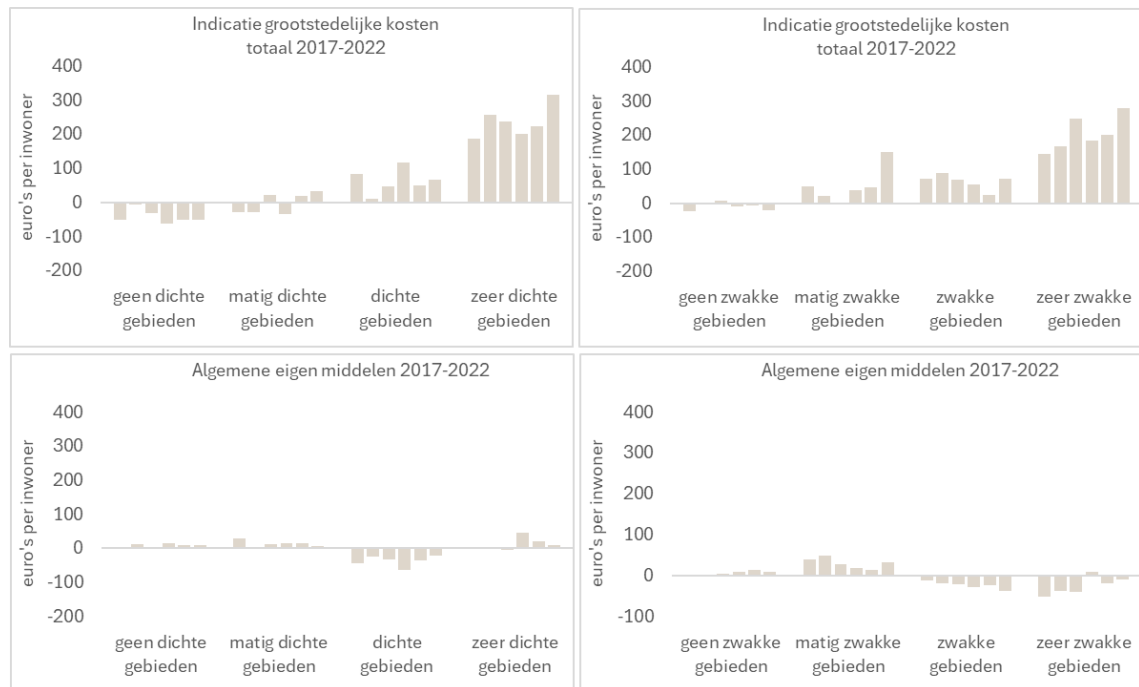 Indicatie grootstedelijke kosten
totaal 2017-2022
euro's per inwoner
400
300
200
100
0
-100
-200
geen dichte
gebieden
matig dichte
gebieden
dichte
gebieden
zeer dichte
gebieden
Indicatie grootstedelijke kosten
totaal 2017-2022
euro's per inwoner
400
300
200
100
0
-100
-200
geen zwakke
gebieden
matig zwakke
gebieden
zwakke
gebieden
zeer zwakke
gebieden
Algemene eigen middelen 2017-2022
euro's per inwoner
400
300
200
100
0
-100
-200
geen dichte
gebieden
matig dichte
gebieden
dichte
gebieden
zeer dichte
gebieden
Algemene eigen middelen 2017-2022
euro's per inwoner
400
300
200
100
0
-100
geen zwakke
gebieden
matig zwakke
gebieden
zwakke
gebieden
zeer zwakke
gebieden